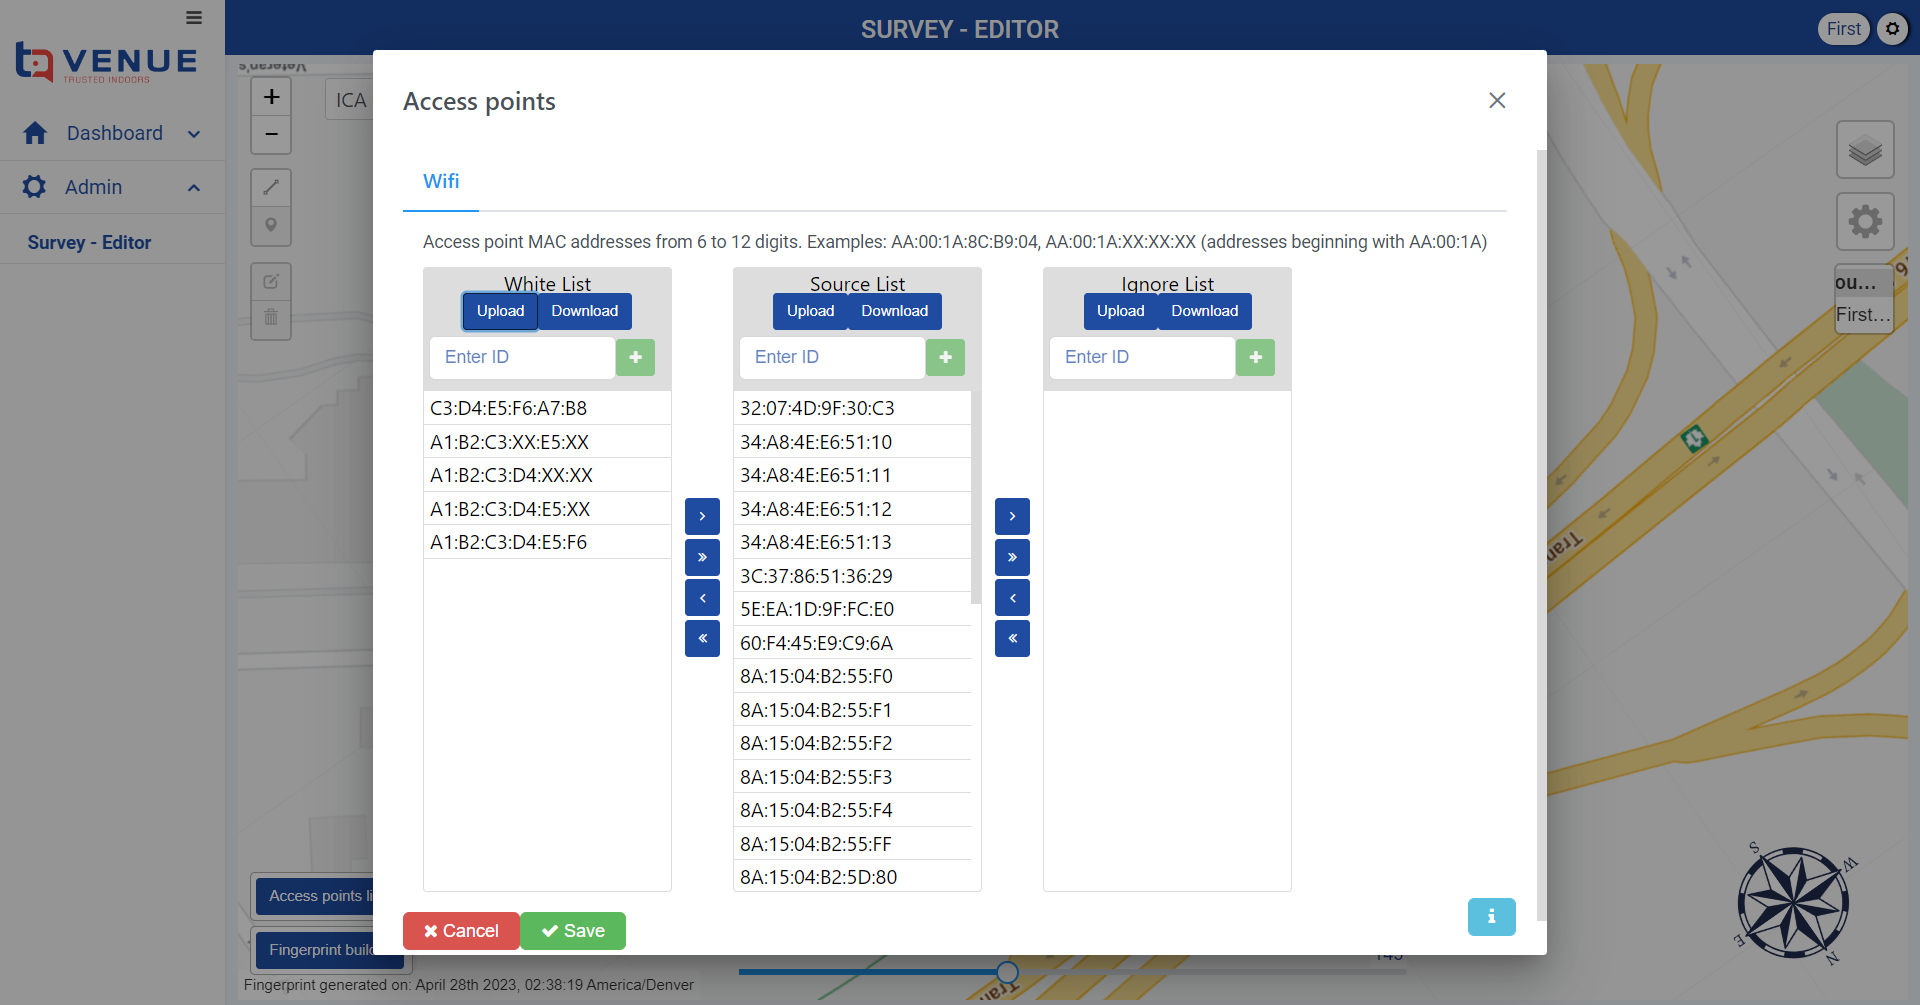 SURVEY - EDITOR
First
VENUE
TRUSTED INDOORS
Dashboard
Admin
Survey - Editor
Veteran's
+
−
ICA
Access points
Wifi
Access point MAC addresses from 6 to 12 digits. Examples: AA:00:1A:8C:B9:04, AA:00:1A:XX:XX:XX (addresses beginning with AA:00:1A)
White List
Upload Download
Enter ID
C3:D4:E5:F6:A7:B8
A1:B2:C3:XX:E5:XX
A1:B2:C3:D4:XX:XX
A1:B2:C3:D4:E5:XX
A1:B2:C3:D4:E5:F6
Source List
Upload Download
Enter ID
32:07:4D:9F:30:C3
34:A8:4E:E6:51:10
34:A8:4E:E6:51:11
34:A8:4E:E6:51:12
34:A8:4E:E6:51:13
3C:37:86:51:36:29
5E:EA:1D:9F:FC:E0
60:F4:45:E9:C9:6A
8A:15:04:B2:55:F0
8A:15:04:B2:55:F1
8A:15:04:B2:55:F2
8A:15:04:B2:55:F3
8A:15:04:B2:55:F4
8A:15:04:B2:55:FF
8A:15:04:B2:5D:80
Ignore List
Upload Download
Enter ID
Cancel
Save
i
ou...
First...
Tran
Tran
S
W
E
N
Access points li
Fingerprint builc
Fingerprint generated on: April 28th 2023, 02:38:19 America/Denver